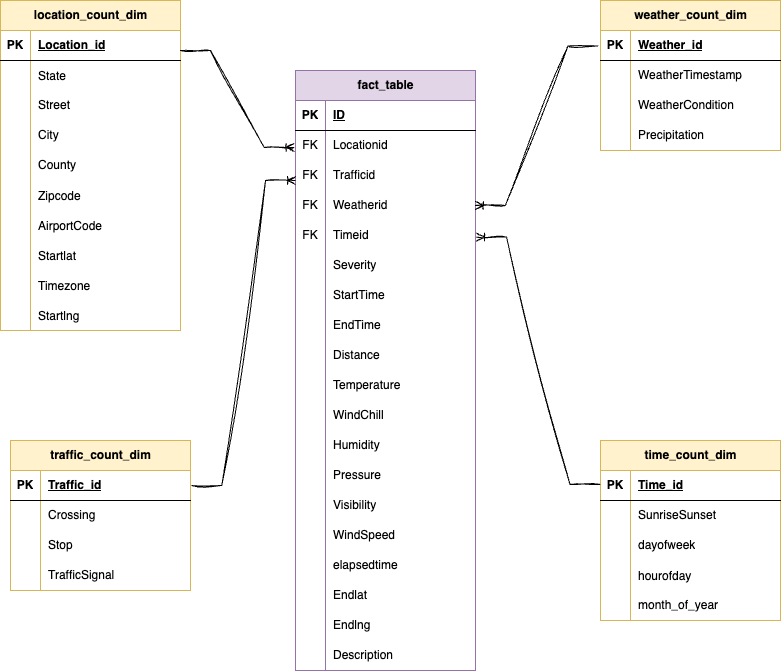 location_count_dim
PK Location_id
State
Street
City
County
Zipcode
AirportCode
Startlat
Timezone
Startlng
weather_count_dim
PK Weather_id
WeatherTimestamp
WeatherCondition
Precipitation
fact_table
PK ID
FK Locationid
FK Trafficid
FK Weatherid
FK Timeid
Severity
StartTime
EndTime
Distance
Temperature
WindChill
Humidity
Pressure
Visibility
WindSpeed
elapsedtime
Endlat
Endlng
Description
traffic_count_dim
PK Traffic_id
Crossing
Stop
TrafficSignal
time_count_dim
PK Time_id
SunriseSunset
dayofweek
hourofday
month_of_year